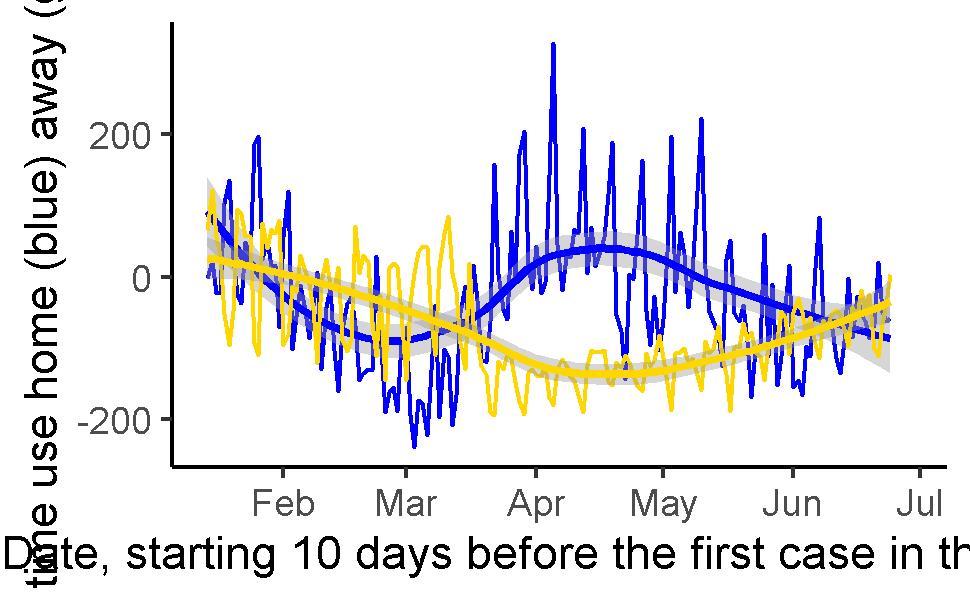 time use home (blue) away (
200
0
-200
Feb Mar Apr May Jun Jul
Date, starting 10 days before the first case in th